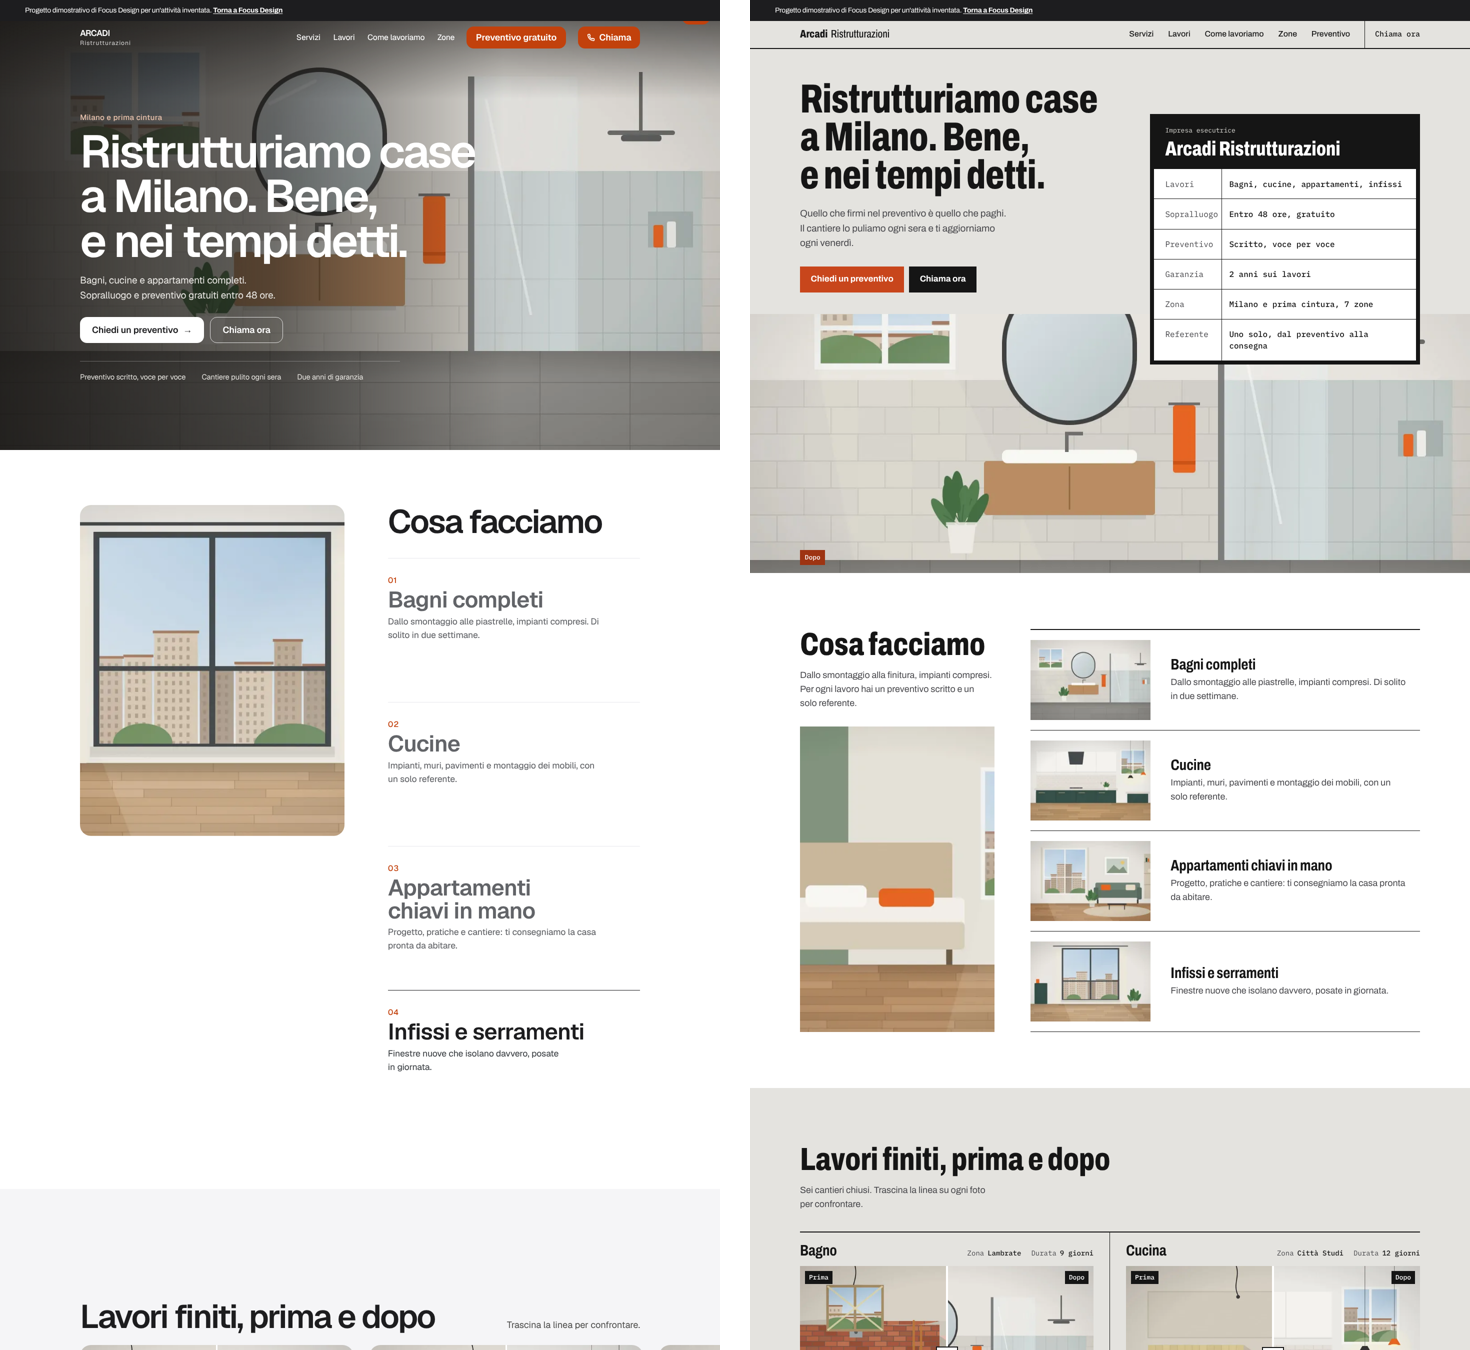 Progetto dimostrativo di Focus Design per un'attività inventata. Torna a Focus Design
ARCADI
Ristrutturazioni
Servizi
Lavori
Come lavoriamo
Zone
Preventivo gratuito
Chiama
Milano e prima cintura
Ristrutturiamo case
a Milano. Bene,
e nei tempi detti.
Bagni, cucine e appartamenti completi.
Sopralluogo e preventivo gratuiti entro 48 ore.
Chiedi un preventivo →
Chiama ora
Preventivo scritto, voce per voce
Cantiere pulito ogni sera
Due anni di garanzia
Cosa facciamo
01
Bagni completi
Dallo smontaggio alle piastrelle, impianti compresi. Di
solito in due settimane.
02
Cucine
Impianti, muri, pavimenti e montaggio dei mobili, con
un solo referente.
03
Appartamenti
chiavi in mano
Progetto, pratiche e cantiere: ti consegniamo la casa
pronta da abitare.
04
Infissi e serramenti
Finestre nuove che isolano davvero, posate
in giornata.
Lavori finiti, prima e dopo
Trascina la linea per confrontare.
Progetto dimostrativo di Focus Design per un'attività inventata. Torna a Focus Design
Arcadi Ristrutturazioni
Servizi
Lavori
Come lavoriamo
Zone
Preventivo
Chiama ora
Ristrutturiamo case
a Milano. Bene,
e nei tempi detti.
Quello che firmi nel preventivo è quello che paghi.
Il cantiere lo puliamo ogni sera e ti aggiorniamo
ogni venerdì.
Chiedi un preventivo
Chiama ora
Impresa esecutrice
Arcadi Ristrutturazioni
Lavori Bagni, cucine, appartamenti, infissi
Sopralluogo Entro 48 ore, gratuito
Preventivo Scritto, voce per voce
Garanzia 2 anni sui lavori
Zona Milano e prima cintura, 7 zone
Referente Uno solo, dal preventivo alla
consegna
Dopo
Cosa facciamo
Dallo smontaggio alla finitura, impianti compresi.
Per ogni lavoro hai un preventivo scritto e un
solo referente.
Bagni completi
Dallo smontaggio alle piastrelle, impianti compresi. Di solito
in due settimane.
Cucine
Impianti, muri, pavimenti e montaggio dei mobili, con un
solo referente.
Appartamenti chiavi in mano
Progetto, pratiche e cantiere: ti consegniamo la casa pronta
da abitare.
Infissi e serramenti
Finestre nuove che isolano davvero, posate in giornata.
Lavori finiti, prima e dopo
Sei cantieri chiusi. Trascina la linea su ogni foto
per confrontare.
Bagno
Zona Lambrate Durata 9 giorni
Prima
Dopo
Cucina
Zona Città Studi Durata 12 giorni
Prima
Dopo